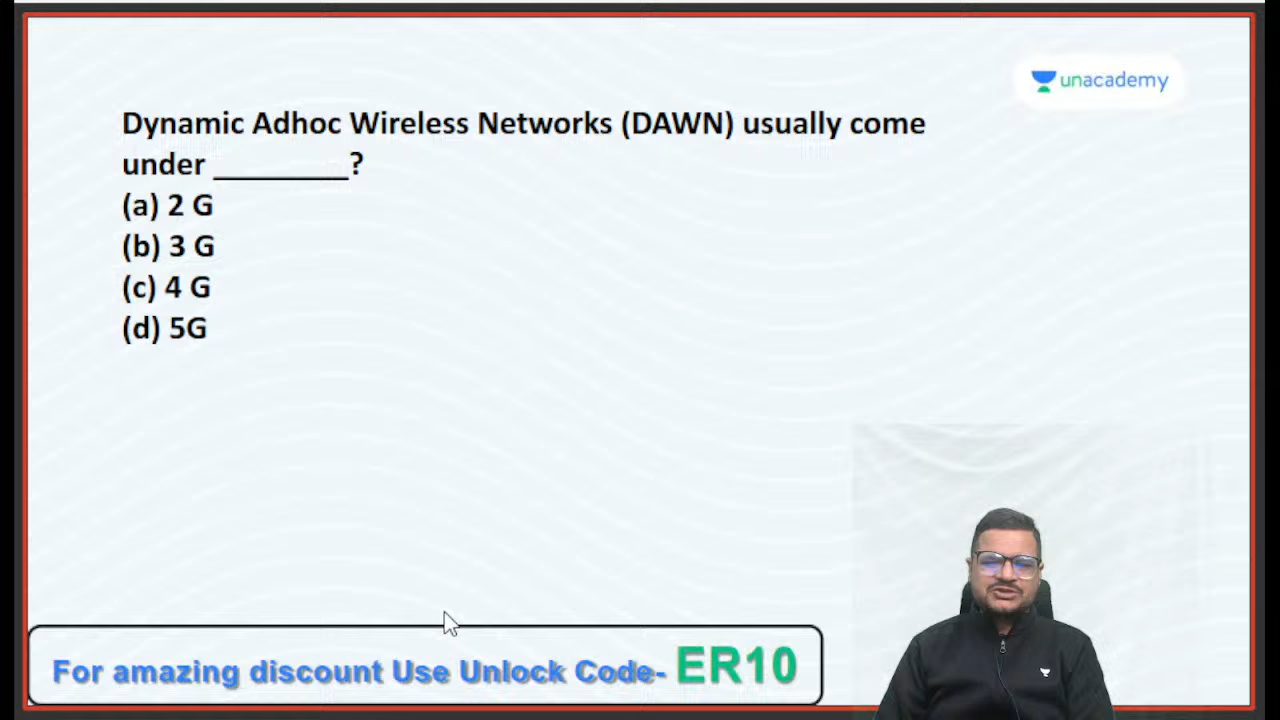 unacademy
Dynamic Adhoc Wireless Networks (DAWN) usually come
under ________?
(a) 2 G
(b) 3 G
(c) 4 G
(d) 5G
For amazing discount Use Unlock Code- ER10